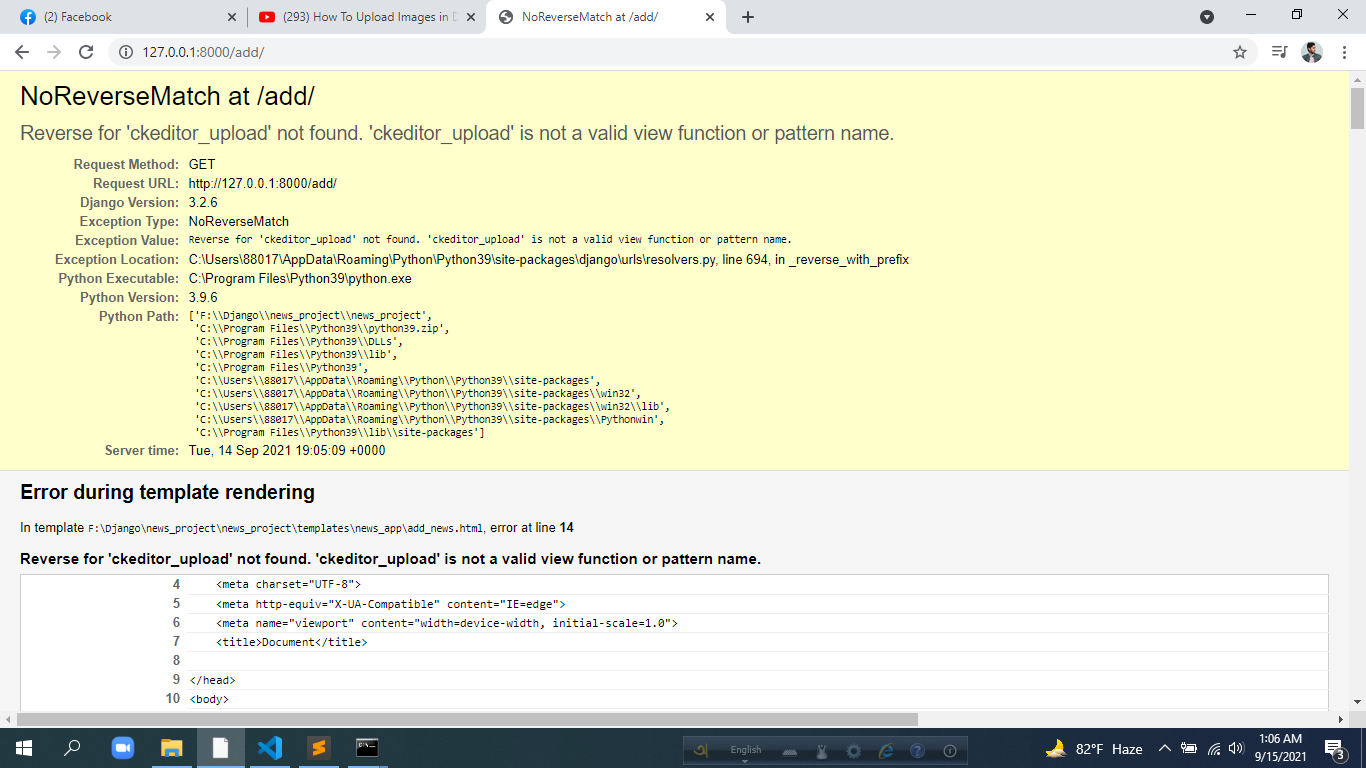 (2) Facebook
(293) How To Upload Images in D
NoReverseMatch at /add/
127.0.0.1:8000/add/
NoReverseMatch at /add/
Reverse for 'ckeditor_upload' not found. 'ckeditor_upload' is not a valid view function or pattern name.
Request Method: GET
Request URL: http://127.0.0.1:8000/add/
Django Version: 3.2.6
Exception Type: NoReverseMatch
Exception Value: Reverse for 'ckeditor_upload' not found. 'ckeditor_upload' is not a valid view function or pattern name.
Exception Location: C:\Users\88017\AppData\Roaming\Python\Python39\site-packages\django\urls\resolvers.py, line 694, in _reverse_with_prefix
Python Executable: C:\Program Files\Python39\python.exe
Python Version: 3.9.6
Python Path: ['F:\\Django\\news_project\\news_project',
'C:\\Program Files\\Python39\\python39.zip',
'C:\\Program Files\\Python39\\DLLs',
'C:\\Program Files\\Python39\\lib',
'C:\\Program Files\\Python39',
'C:\\Users\\88017\\AppData\\Roaming\\Python\\Python39\\site-packages',
'C:\\Users\\88017\\AppData\\Roaming\\Python\\Python39\\site-packages\\win32',
'C:\\Users\\88017\\AppData\\Roaming\\Python\\Python39\\site-packages\\win32\\lib',
'C:\\Users\\88017\\AppData\\Roaming\\Python\\Python39\\site-packages\\Pythonwin',
'C:\\Program Files\\Python39\\lib\\site-packages']
Server time: Tue, 14 Sep 2021 19:05:09 +0000
Error during template rendering
In template F:\Django\news_project\news_project\templates\news_app\add_news.html, error at line 14
Reverse for 'ckeditor_upload' not found. 'ckeditor_upload' is not a valid view function or pattern name.
4 <meta charset="UTF-8">
5 <meta http-equiv="X-UA-Compatible" content="IE=edge">
6 <meta name="viewport" content="width=device-width, initial-scale=1.0">
7 <title>Document</title>
8
9 </head>
10 <body>
English
82°F Haze
1:06 AM
9/15/2021
3